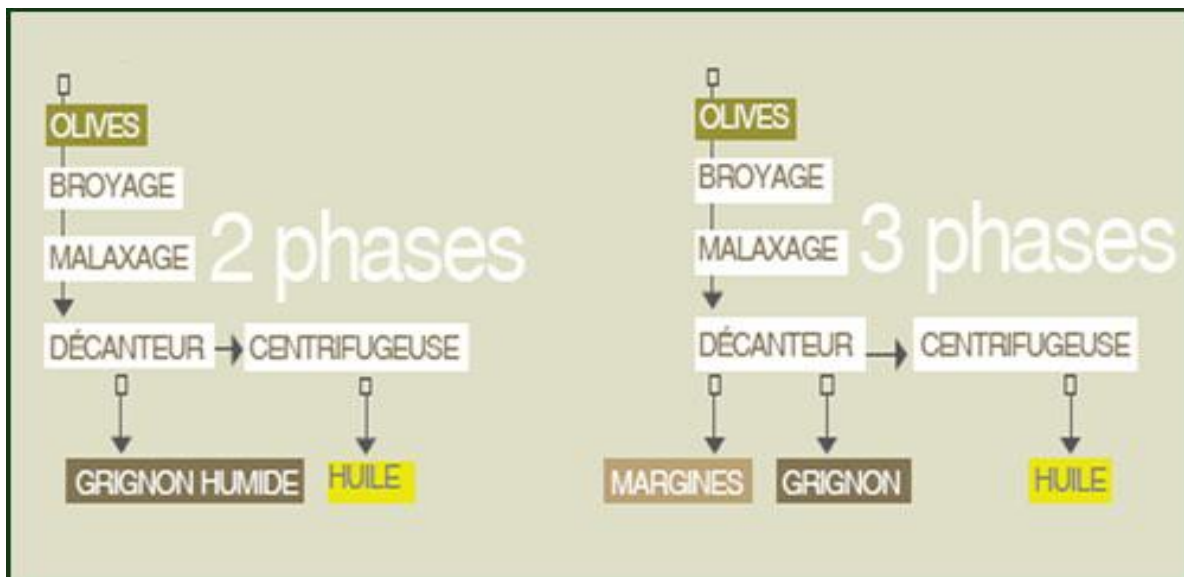 OLIVES
BROYAGE
MALAXAGE
2 phases
DÉCANTEUR
CENTRIFUGEUSE
GRIGNON HUMIDE
HUILE
OLIVES
BROYAGE
MALAXAGE
3 phases
DÉCANTEUR
CENTRIFUGEUSE
MARGINES
GRIGNON
HUILE